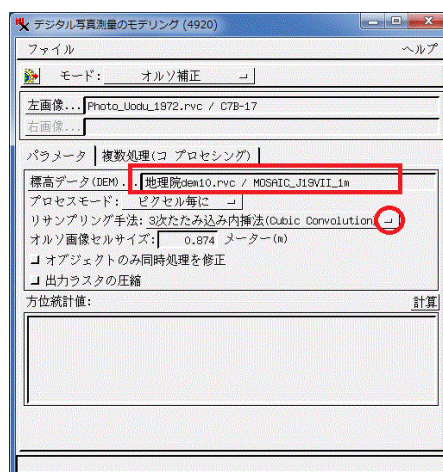 デジタル写真測量のモデリング (4920)
ファイル ヘルプ
モード: オルソ補正
左画像... Photo_Uodu_1972.rvc / C7B-17
右画像...
パラメータ 複数処理(コ プロセシング)
標高データ(DEM)... 地理院dem10.rvc / MOSAIC_J19VII_1m
プロセスモード: ピクセル毎に
リサンプリング手法: 3次たたみ込み内挿法(Cubic Convolution)
オルソ画像セルサイズ: 0.874 メーター(m)
オブジェクトのみ同時処理を修正
出力ラスタの圧縮
方位統計値: 計算